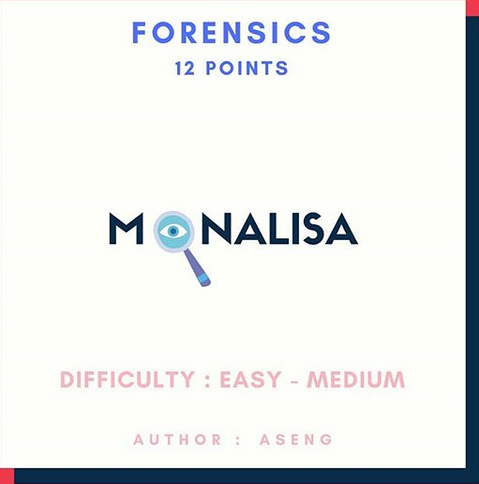 FORENSICS
12 POINTS
MONALISA
DIFFICULTY : EASY - MEDIUM
AUTHOR : ASENG